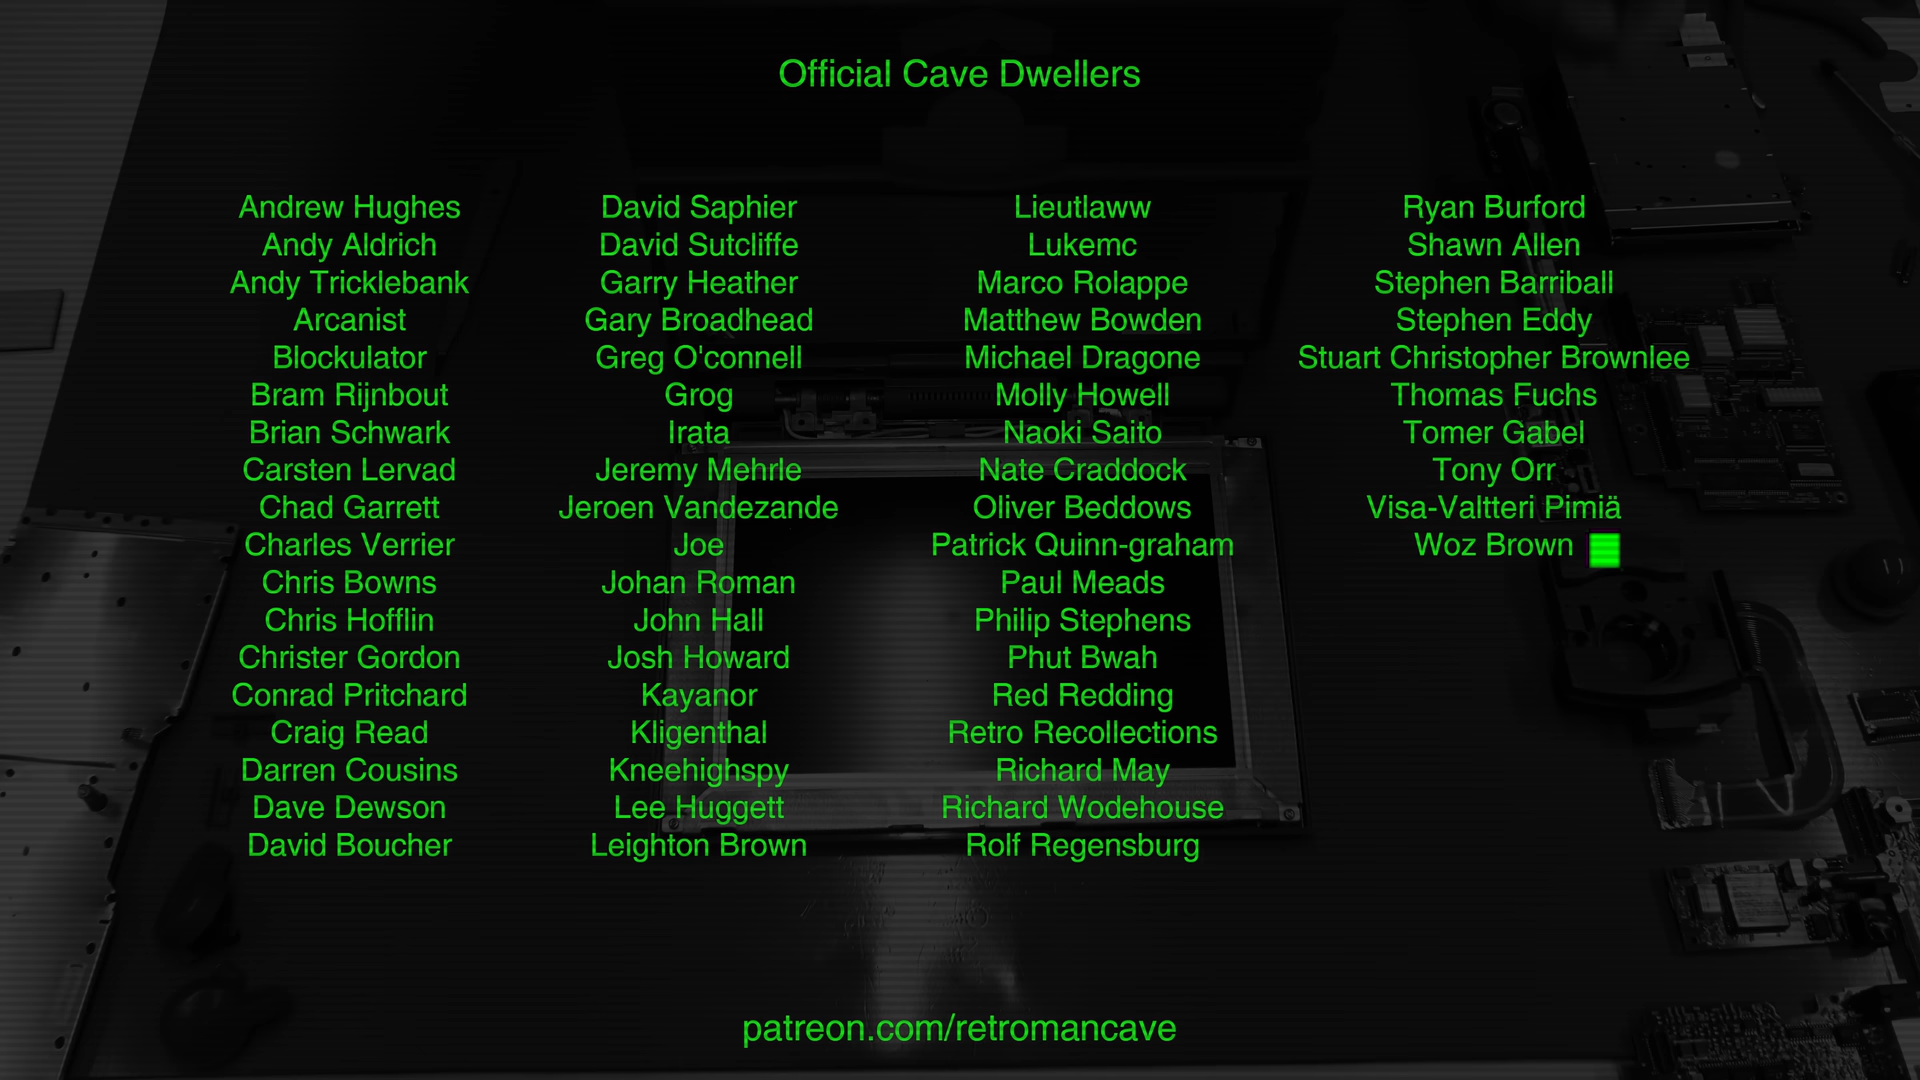 Official Cave Dwellers
Andrew Hughes
Andy Aldrich
Andy Tricklebank
Arcanist
Blockulator
Bram Rijnbout
Brian Schwark
Carsten Lervad
Chad Garrett
Charles Verrier
Chris Bowns
Chris Hofflin
Christer Gordon
Conrad Pritchard
Craig Read
Darren Cousins
Dave Dewson
David Boucher
David Saphier
David Sutcliffe
Garry Heather
Gary Broadhead
Greg O'connell
Grog
Irata
Jeremy Mehrle
Jeroen Vandezande
Joe
Johan Roman
John Hall
Josh Howard
Kayanor
Kligenthal
Kneehighspy
Lee Huggett
Leighton Brown
Lieutlaww
Lukemc
Marco Rolappe
Matthew Bowden
Michael Dragone
Molly Howell
Naoki Saito
Nate Craddock
Oliver Beddows
Patrick Quinn-graham
Paul Meads
Philip Stephens
Phut Bwah
Red Redding
Retro Recollections
Richard May
Richard Wodehouse
Rolf Regensburg
Ryan Burford
Shawn Allen
Stephen Barriball
Stephen Eddy
Stuart Christopher Brownlee
Thomas Fuchs
Tomer Gabel
Tony Orr
Visa-Valtteri Pimiä
Woz Brown
patreon.com/retromancave